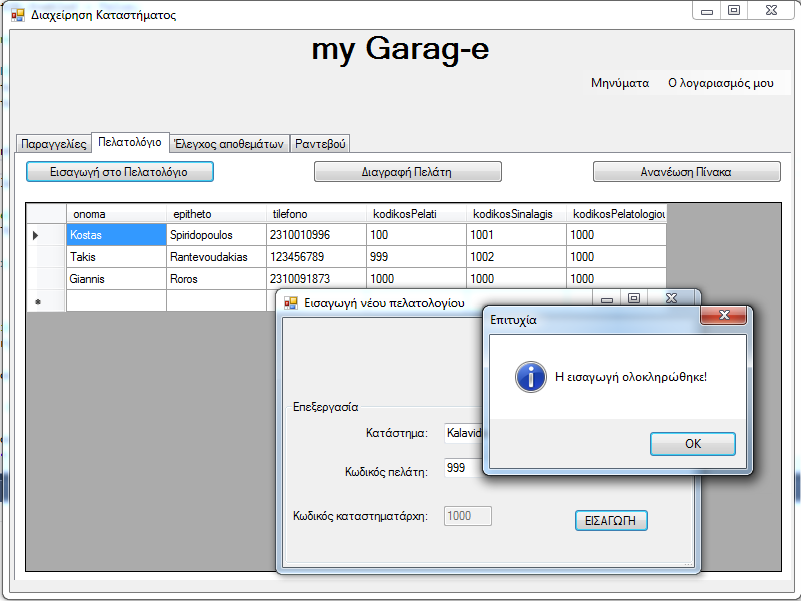 Διαχείρηση Καταστήματος
my Garag-e
Μηνύματα Ο λογαριασμός μου
Παραγγελίες Πελατολόγιο Έλεγχος αποθεμάτων Ραντεβού
Εισαγωγή στο Πελατολόγιο Διαγραφή Πελάτη Ανανέωση Πίνακα
onoma epitheto tilefono kodikosPelati kodikosSinalagis kodikosPelatologiou
Kostas Spiridopoulos 2310010996 100 1001 1000
Takis Rantevoudakias 123456789 999 1002 1000
Giannis Roros 2310091873 1000 1000 1000
Εισαγωγή νέου πελατολογίου
Επιτυχία
Η εισαγωγή ολοκληρώθηκε!
OK
Επεξεργασία
Κατάστημα: Kalavid
Κωδικός πελάτη: 999
Κωδικός καταστηματάρχη: 1000
ΕΙΣΑΓΩΓΗ